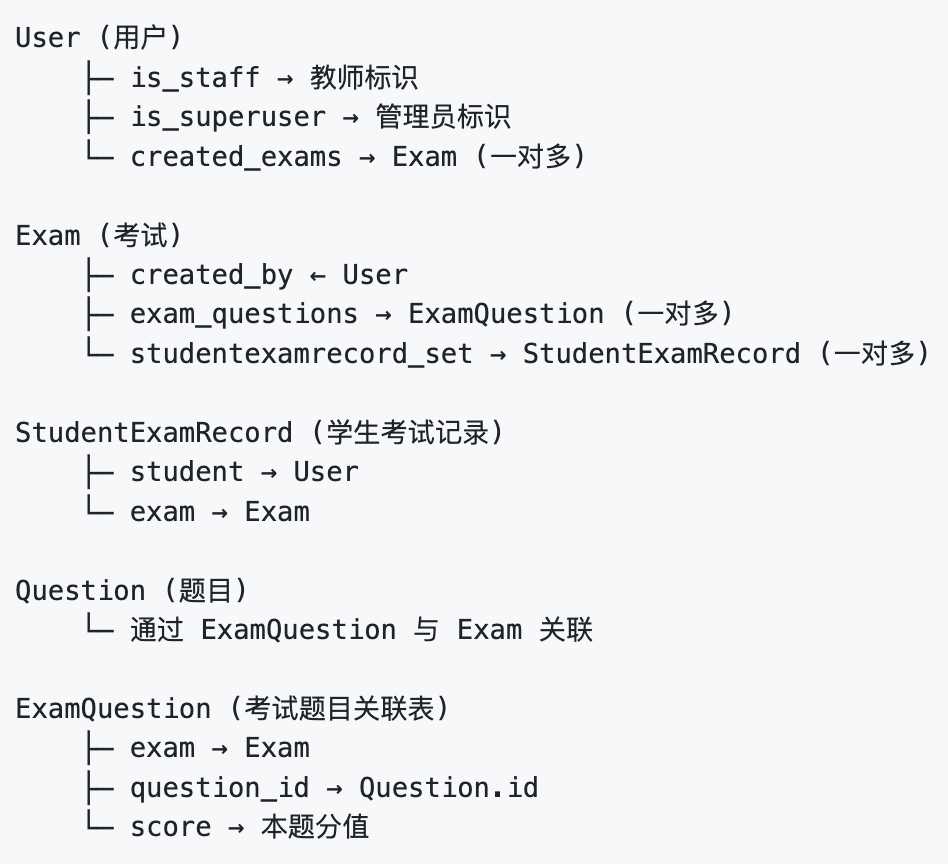 User (用户)
    ├─ is_staff → 教师标识
    ├─ is_superuser → 管理员标识
    └─ created_exams → Exam (一对多)

Exam (考试)
    ├─ created_by ← User
    ├─ exam_questions → ExamQuestion (一对多)
    └─ studentexamrecord_set → StudentExamRecord (一对多)

StudentExamRecord (学生考试记录)
    ├─ student → User
    └─ exam → Exam

Question (题目)
    └─ 通过 ExamQuestion 与 Exam 关联

ExamQuestion (考试题目关联表)
    ├─ exam → Exam
    ├─ question_id → Question.id
    └─ score → 本题分值